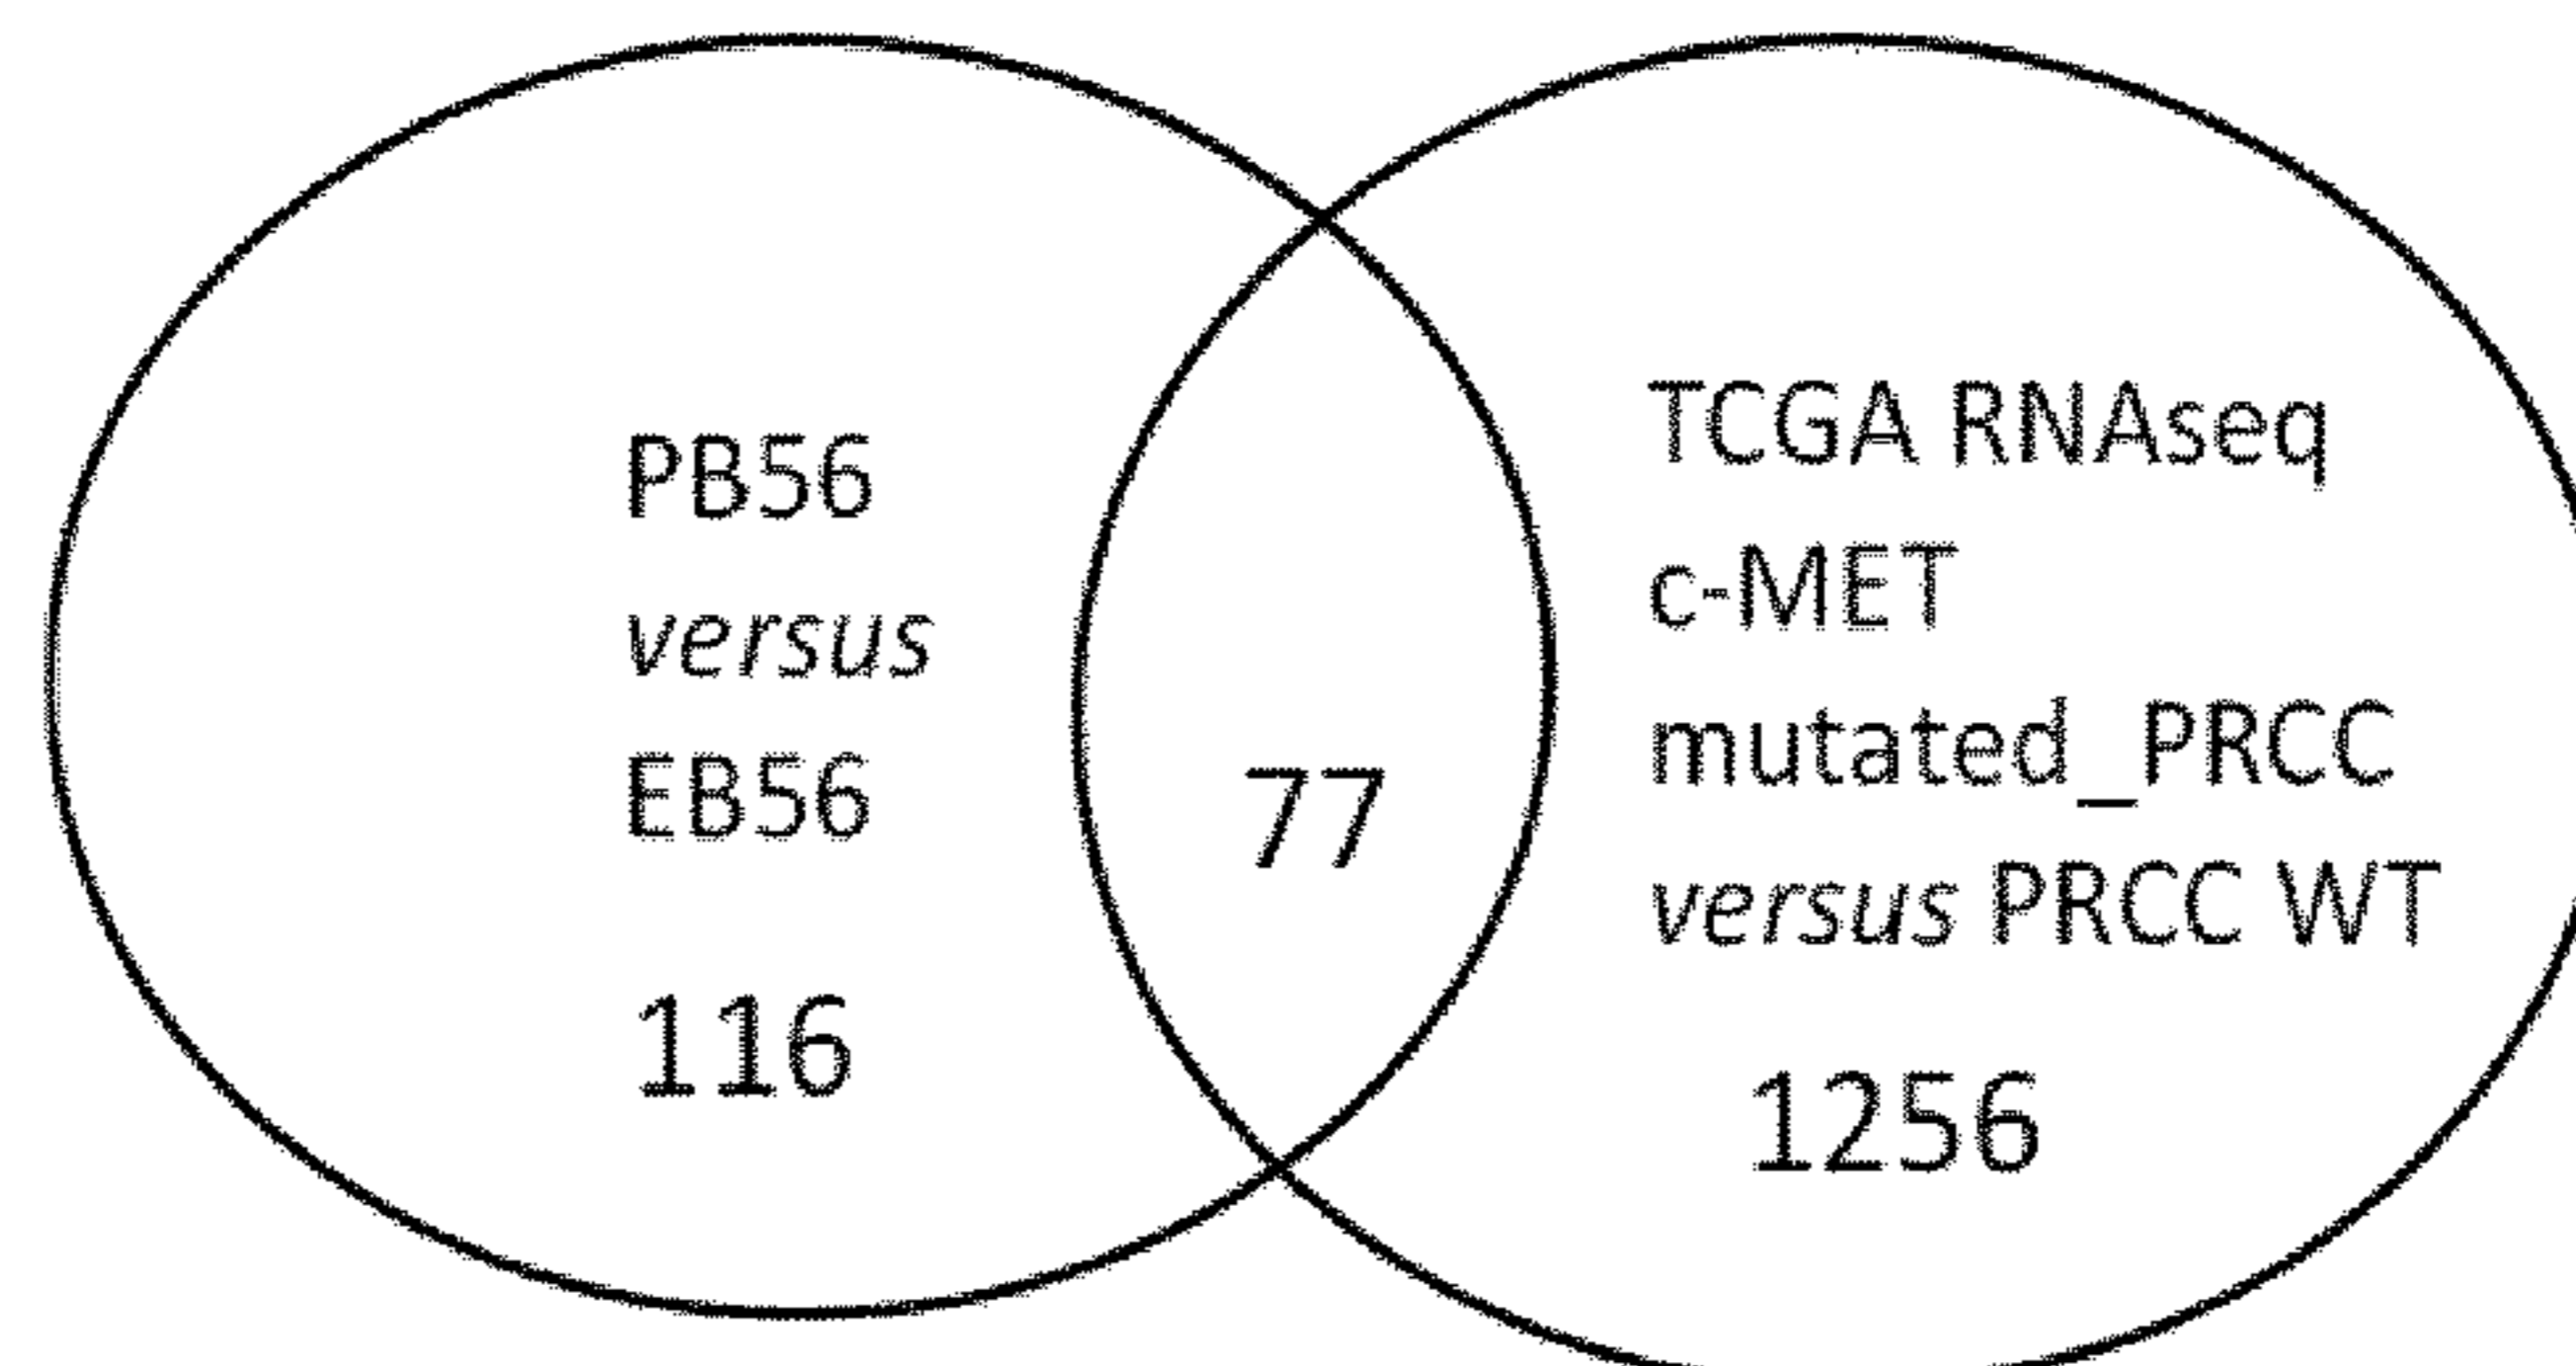 PB56
versus
EB56
116
77
TCGA RNAseq
c-MET
mutated_PRCC
versus PRCC WT
1256